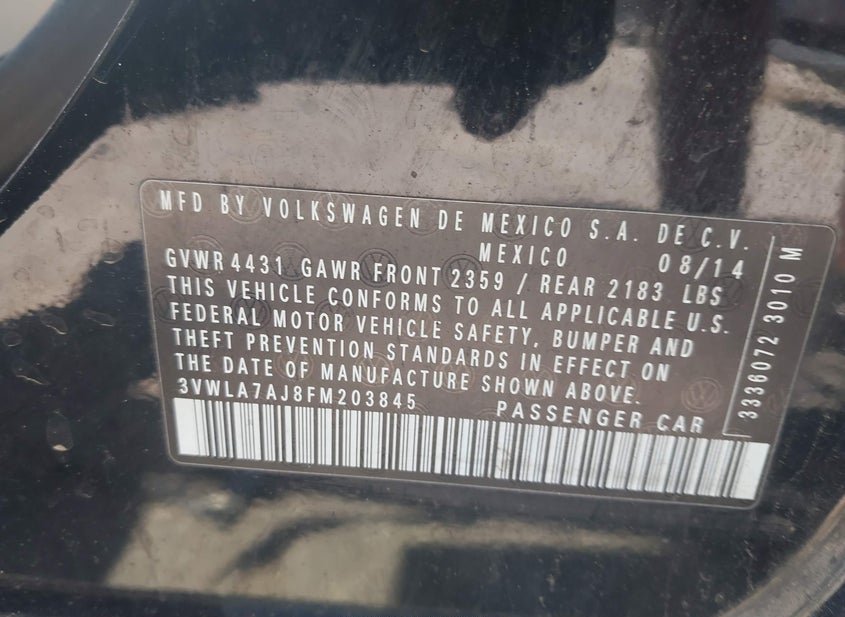 MFD BY VOLKSWAGEN DE MEXICO S.A. DE C.V.
MEXICO 08/14
GVWR 4431 GAWR FRONT 2359 / REAR 2183 LBS
THIS VEHICLE CONFORMS TO ALL APPLICABLE U.S.
FEDERAL MOTOR VEHICLE SAFETY, BUMPER AND
THEFT PREVENTION STANDARDS IN EFFECT ON
THE DATE OF MANUFACTURE SHOWN ABOVE.
3VWLA7AJ8FM203845 PASSENGER CAR
3336072 3010 M